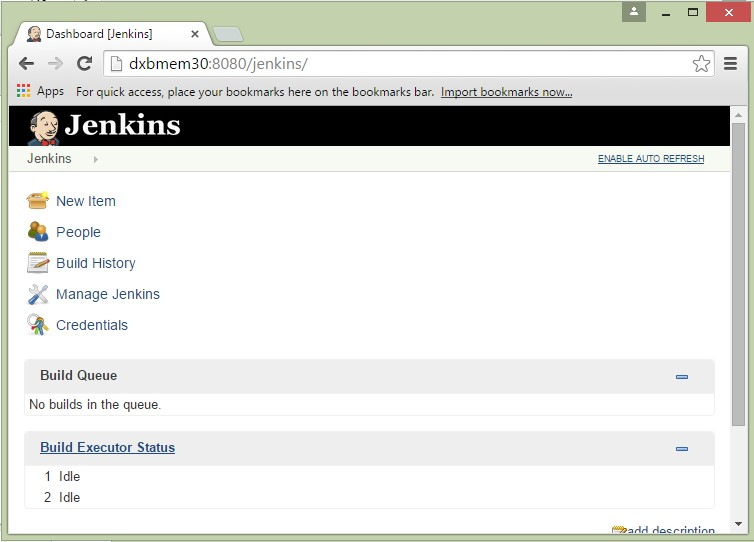 Dashboard [Jenkins]
dxbmem30:8080/jenkins/
Apps For quick access, place your bookmarks here on the bookmarks bar. Import bookmarks now...
Jenkins
Jenkins ENABLE AUTO REFRESH
New Item
People
Build History
Manage Jenkins
Credentials
Build Queue
No builds in the queue.
Build Executor Status
1 Idle
2 Idle
add description